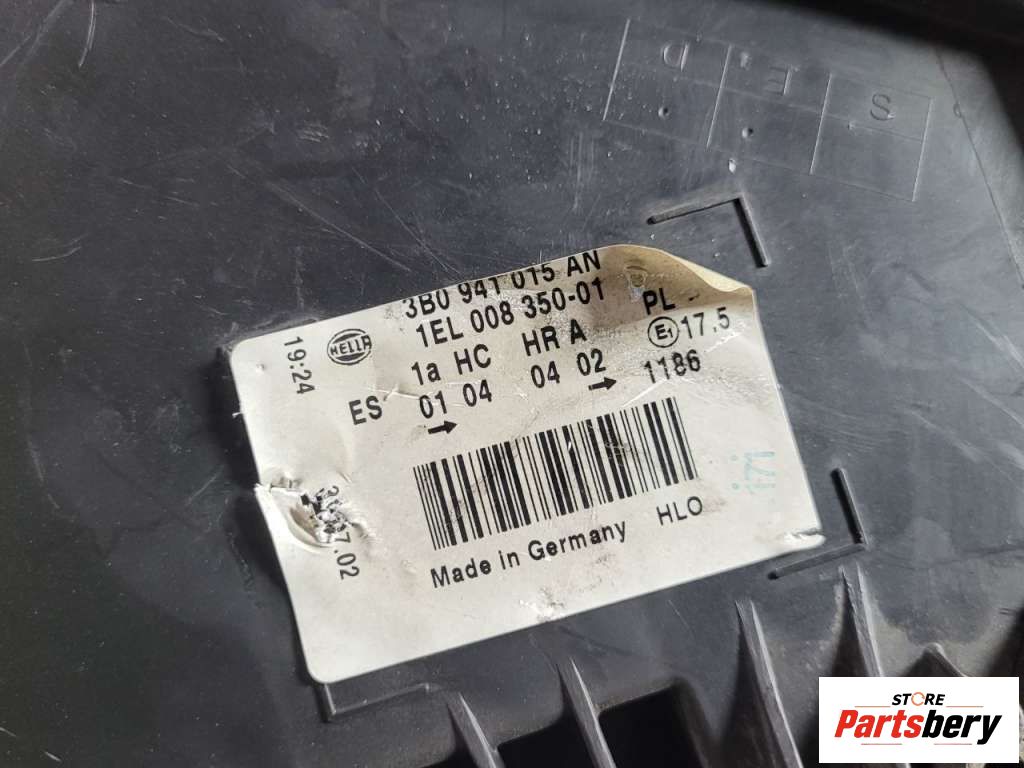 S E D
3B0 941 015 AN
1EL 008 350-01 PL
1a HC HR A E1 17,5
ES 01 04 04 02 1186
HELLA
19:24
7.02
171
Made in Germany HLO
STORE
Partsbery